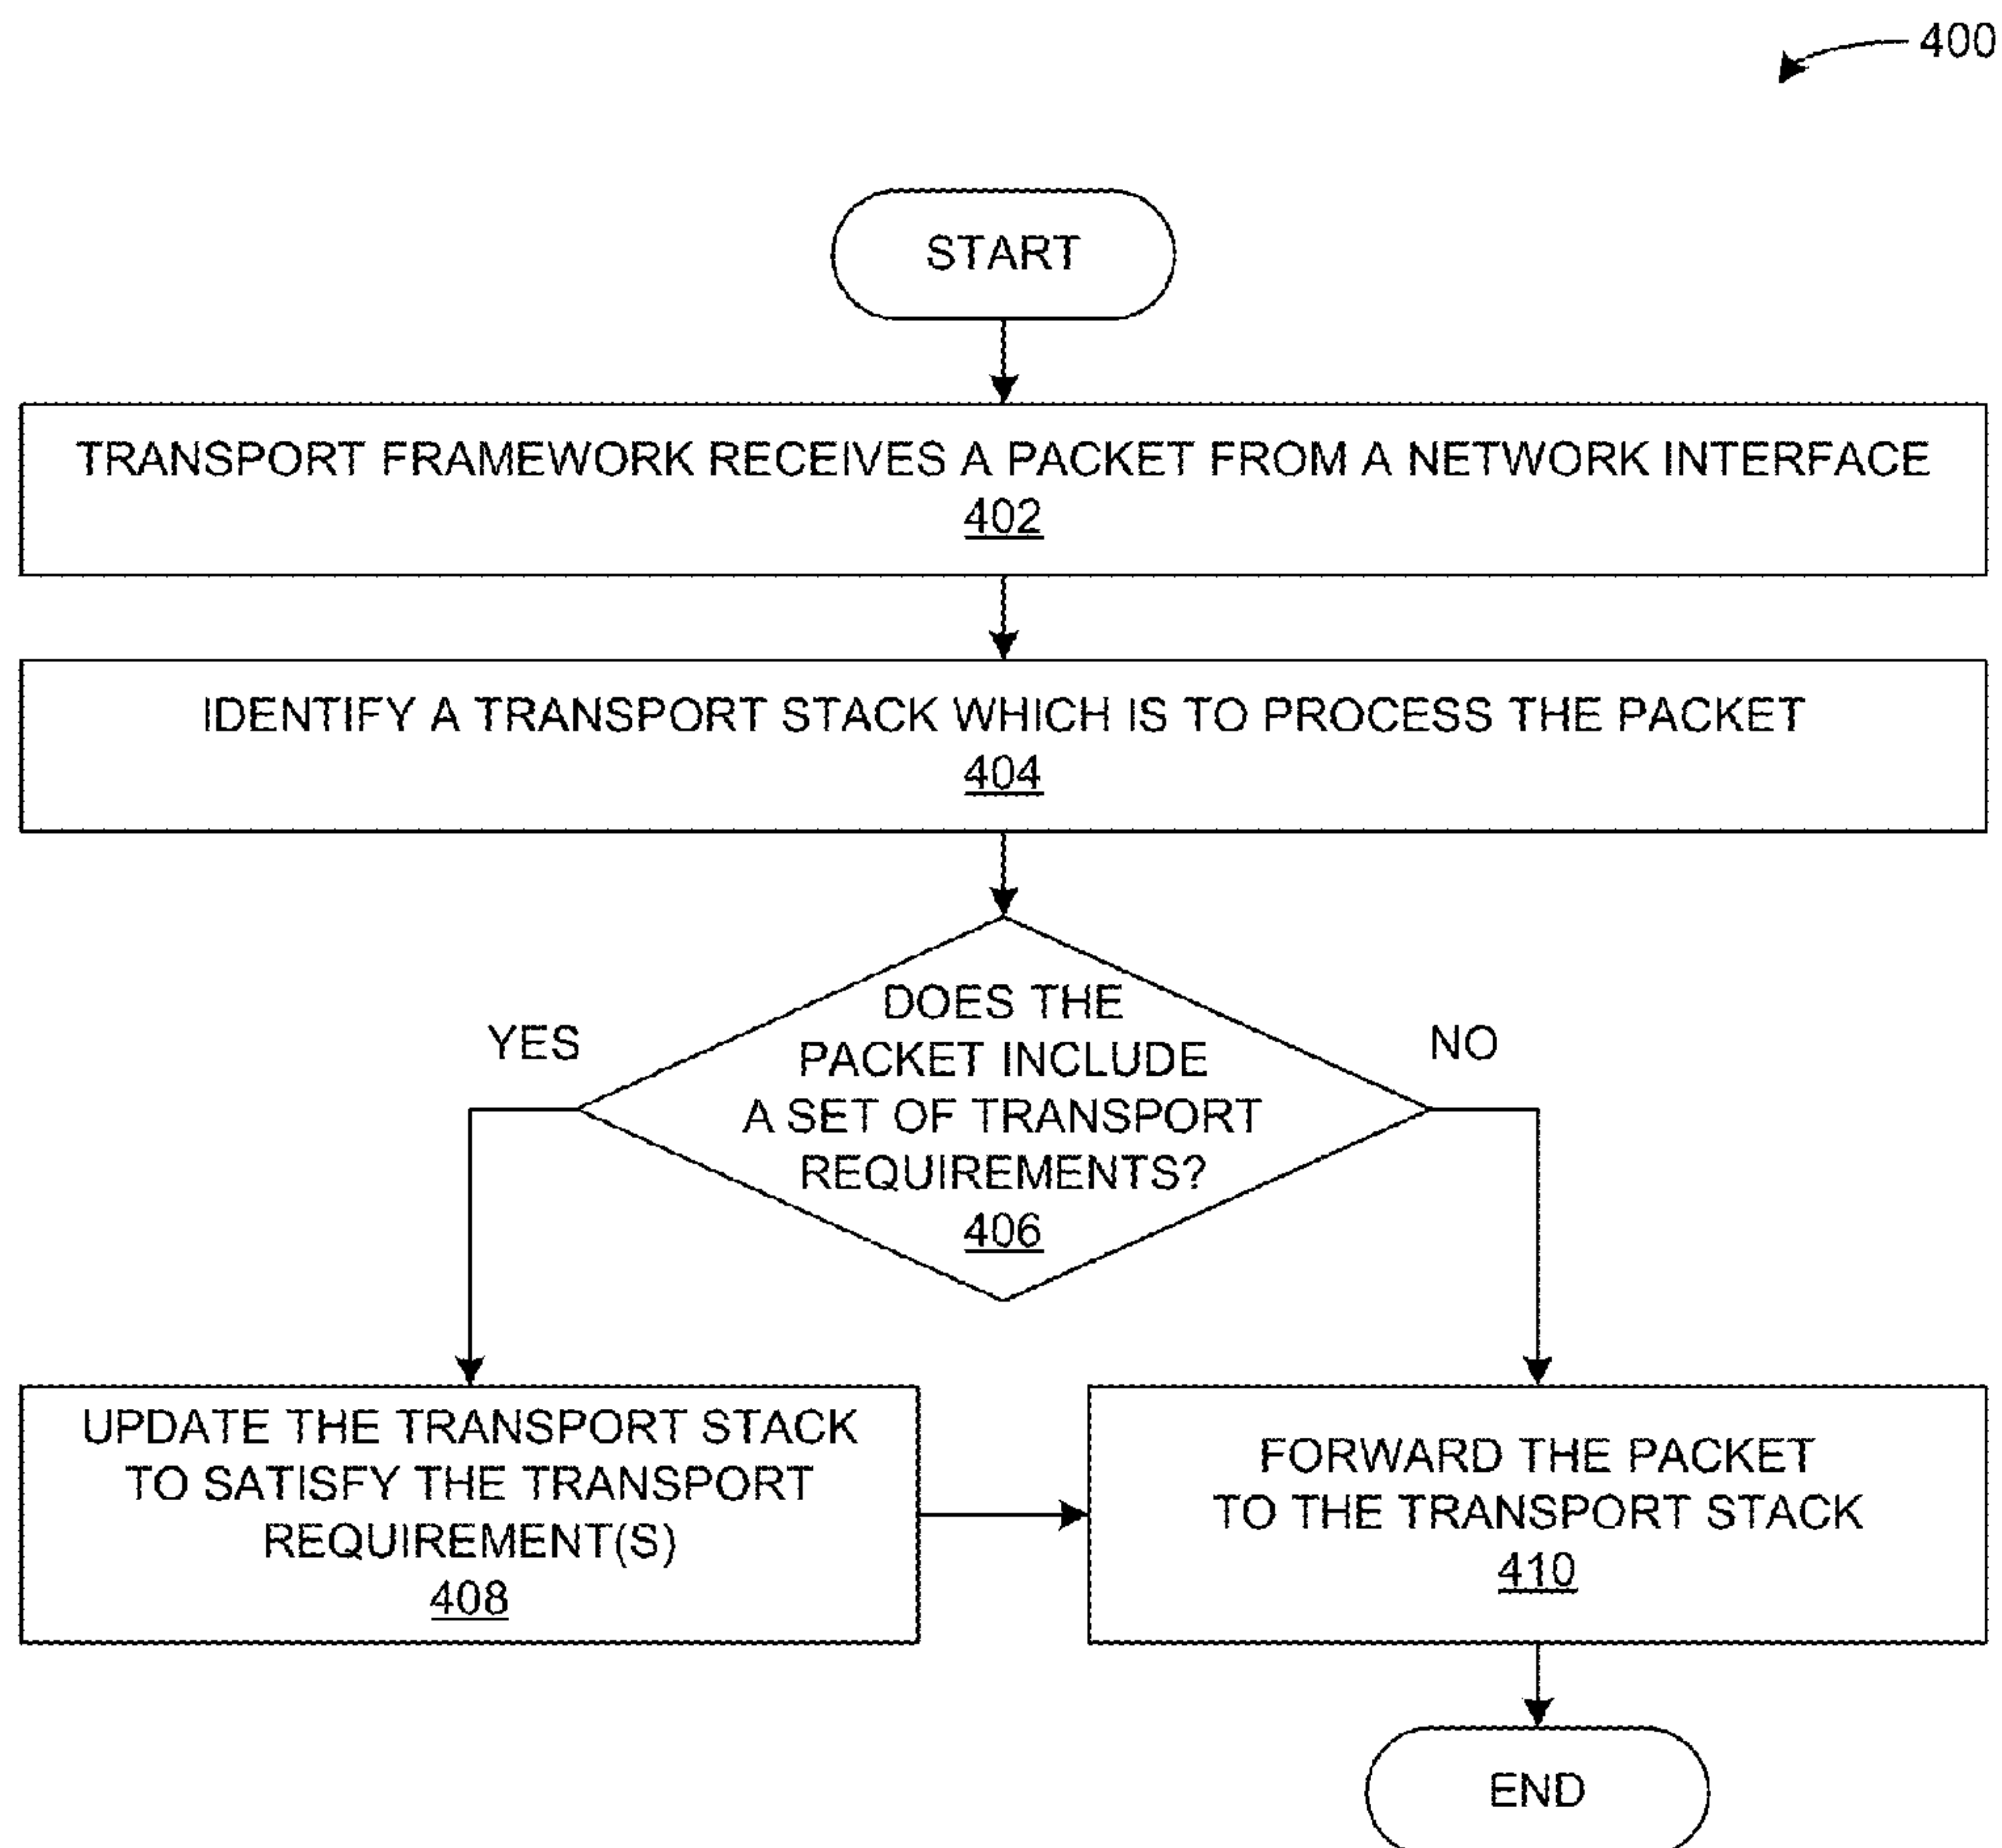 400
START
TRANSPORT FRAMEWORK RECEIVES A PACKET FROM A NETWORK INTERFACE
402
IDENTIFY A TRANSPORT STACK WHICH IS TO PROCESS THE PACKET
404
DOES THE
PACKET INCLUDE
A SET OF TRANSPORT
REQUIREMENTS?
406
YES
NO
UPDATE THE TRANSPORT STACK
TO SATISFY THE TRANSPORT
REQUIREMENT(S)
408
FORWARD THE PACKET
TO THE TRANSPORT STACK
410
END